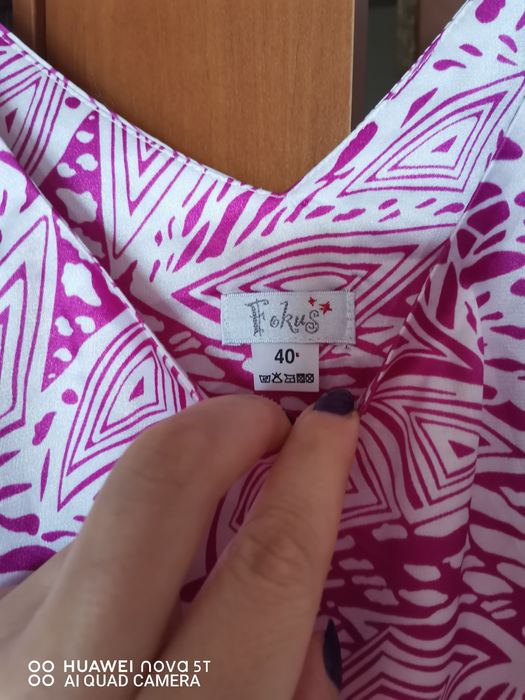 Fokus
40
HUAWEI nova 5T
AI QUAD CAMERA